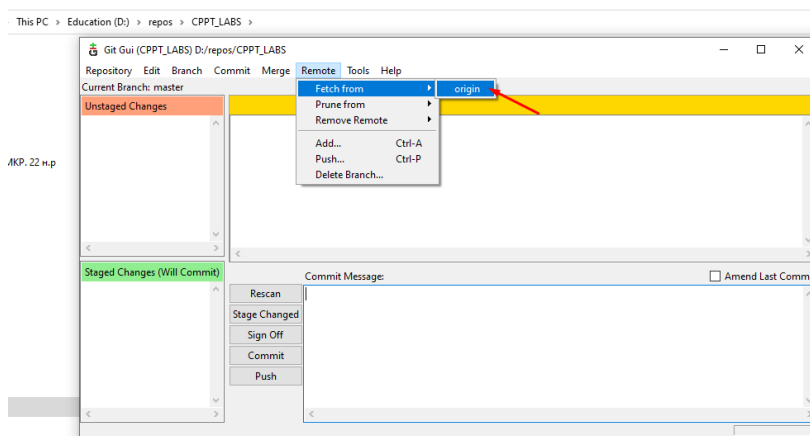 This PC > Education (D:) > repos > CPPT_LABS >
Git Gui (CPPT_LABS) D:/repos/CPPT_LABS
Repository Edit Branch Commit Merge Remote Tools Help
Current Branch: master
Fetch from
origin
Unstaged Changes
Prune from
Remove Remote
Add... Ctrl-A
Push... Ctrl-P
Delete Branch...
МКР. 22 н.р
Staged Changes (Will Commit)
Commit Message:
Amend Last Comm
Rescan
Stage Changed
Sign Off
Commit
Push